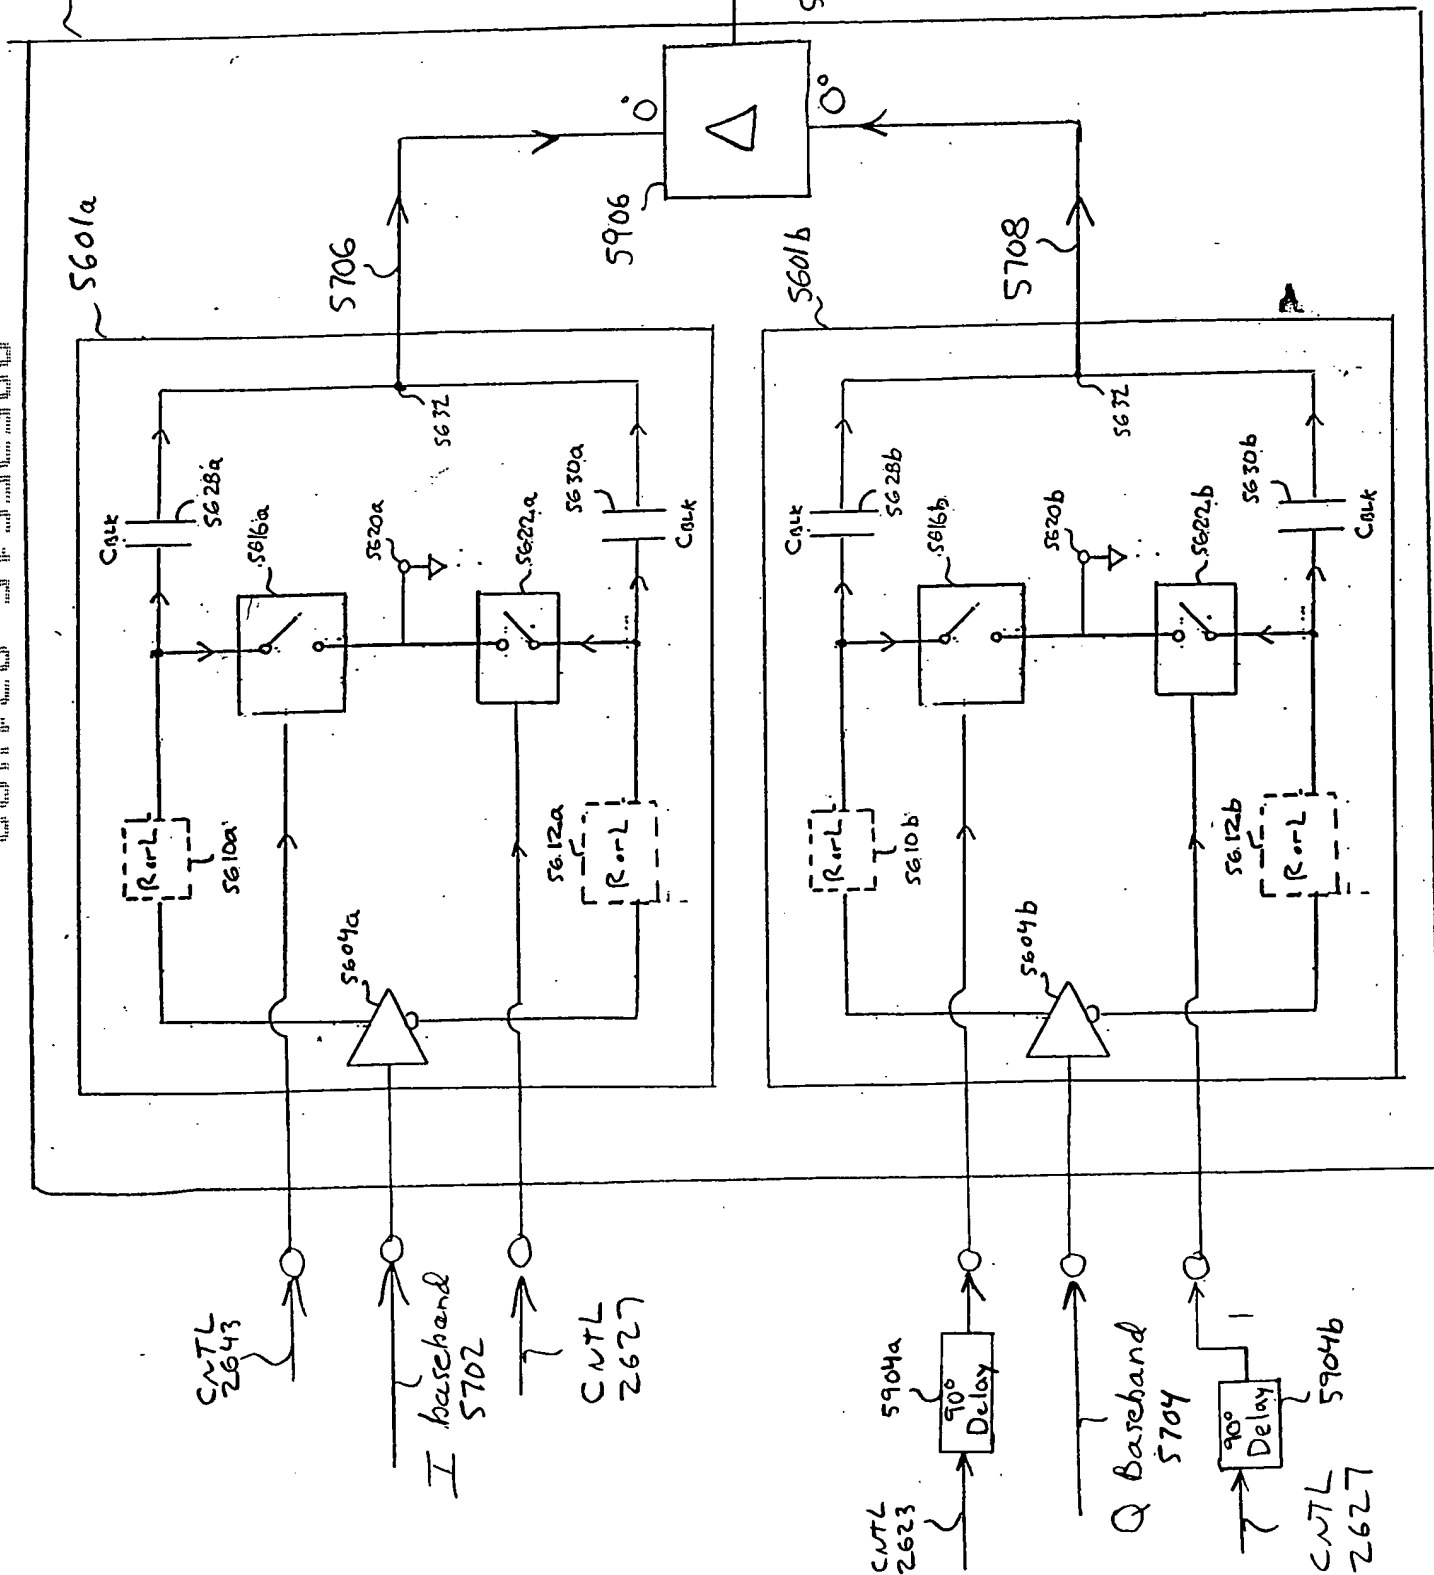 5601a
5706
0°
5906
0°
5708
5601b
CBLK
5628a
5616a
5620a
5622a
5630a
CBLK
5632
R or L
5610a
5612a
R or L
5604a
CBLK
5628b
5616b
5620b
5622b
5630b
CBLK
5632
R or L
5610b
5612b
R or L
5604b
CNTL
2643
I baseband
5702
CNTL
2627
5904a
90°
Delay
CNTL
2623
Q Baseband
5704
90°
Delay
5904b
CNTL
2627